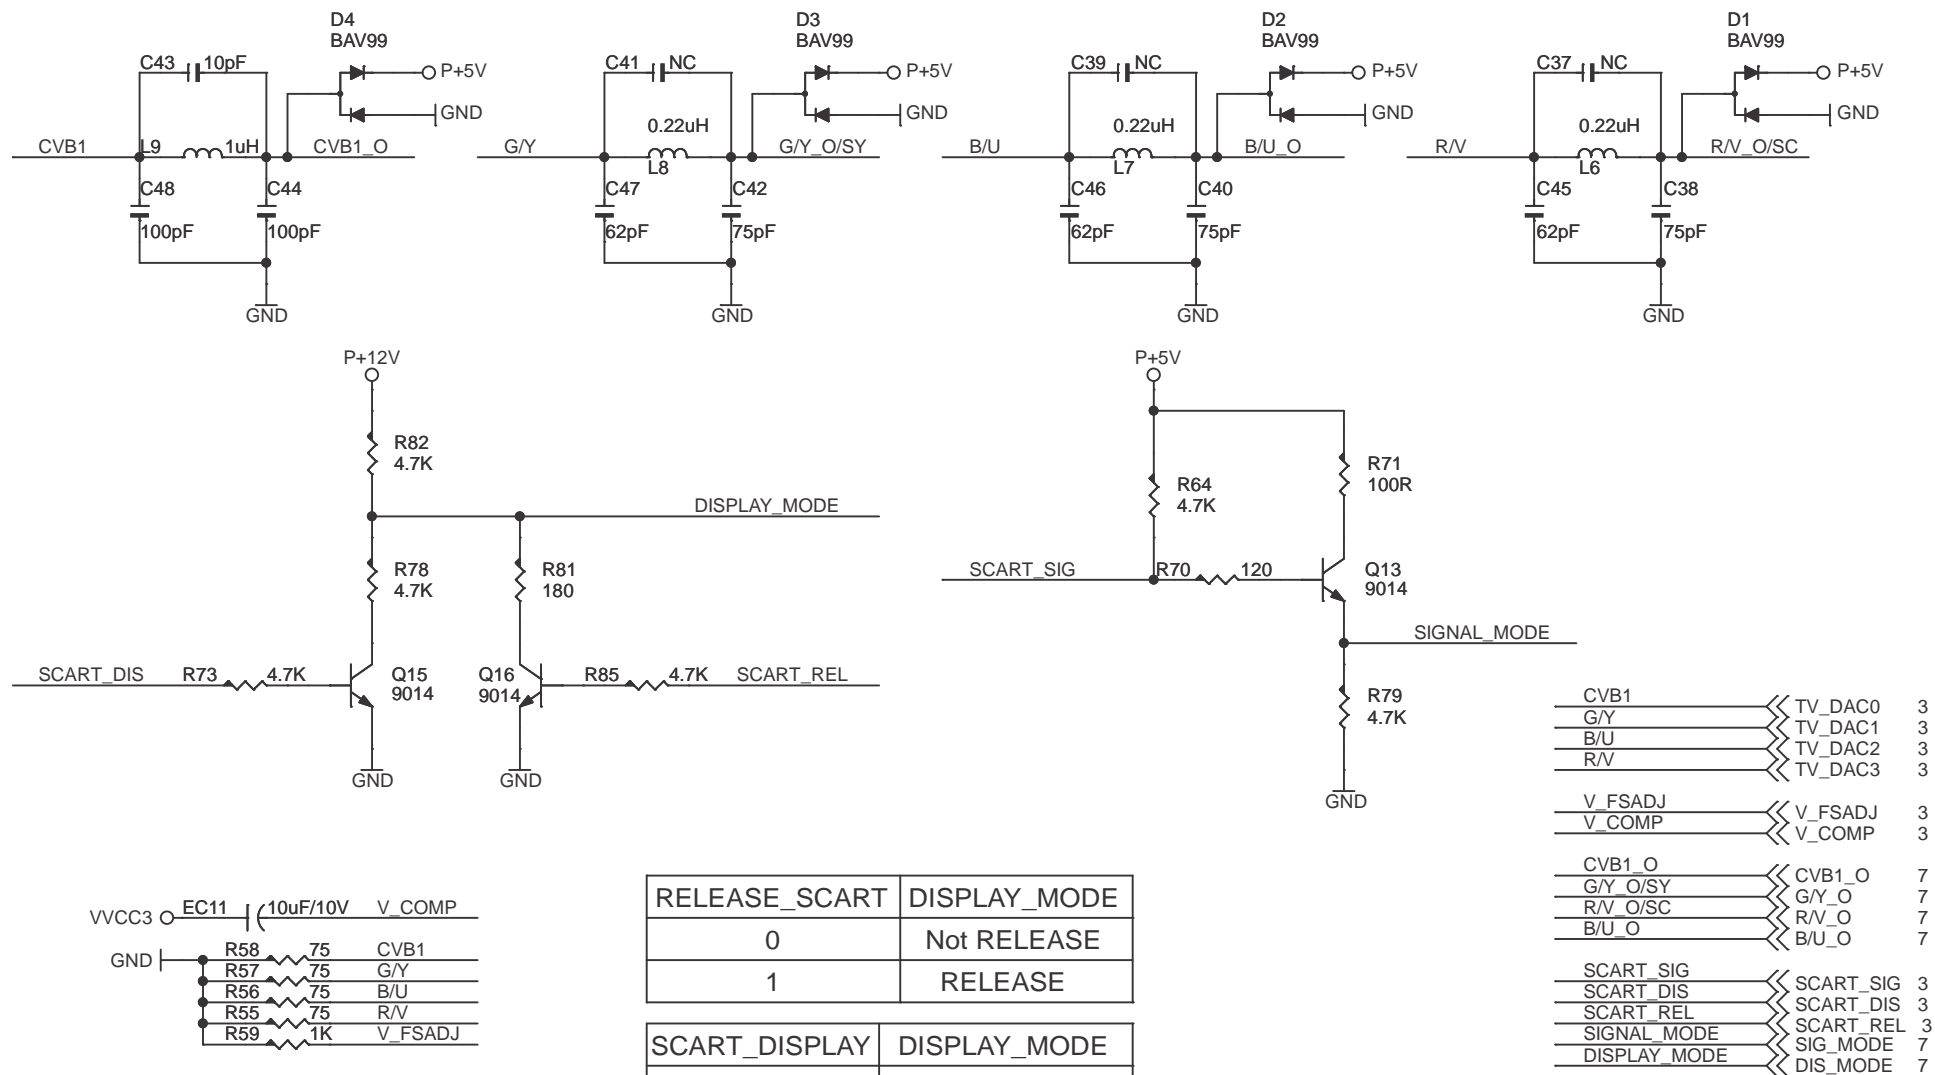 D4
BAV99
C43 10pF
P+5V
GND
CVB1 L9 1uH CVB1_O
C48
100pF
C44
100pF
GND
D3
BAV99
C41 NC
P+5V
GND
0.22uH
G/Y L8 G/Y_O/SY
C47
62pF
C42
75pF
GND
D2
BAV99
C39 NC
P+5V
GND
0.22uH
B/U L7 B/U_O
C46
62pF
C40
75pF
GND
D1
BAV99
C37 NC
P+5V
GND
0.22uH
R/V L6 R/V_O/SC
C45
62pF
C38
75pF
GND
P+12V
R82
4.7K
DISPLAY_MODE
R78
4.7K
R81
180
SCART_DIS R73 4.7K
Q15
9014
Q16
9014
R85 4.7K SCART_REL
GND
GND
P+5V
R64
4.7K
R71
100R
SCART_SIG R70 120
Q13
9014
SIGNAL_MODE
R79
4.7K
GND
VVCC3 EC11 10uF/10V V_COMP
GND
R58 75 CVB1
R57 75 G/Y
R56 75 B/U
R55 75 R/V
R59 1K V_FSADJ
RELEASE_SCART DISPLAY_MODE
0 Not RELEASE
1 RELEASE
SCART_DISPLAY DISPLAY_MODE
CVB1 TV_DAC0 3
G/Y TV_DAC1 3
B/U TV_DAC2 3
R/V TV_DAC3 3
V_FSADJ V_FSADJ 3
V_COMP V_COMP 3
CVB1_O CVB1_O 7
G/Y_O/SY G/Y_O 7
R/V_O/SC R/V_O 7
B/U_O B/U_O 7
SCART_SIG SCART_SIG 3
SCART_DIS SCART_DIS 3
SCART_REL SCART_REL 3
SIGNAL_MODE SIG_MODE 7
DISPLAY_MODE DIS_MODE 7